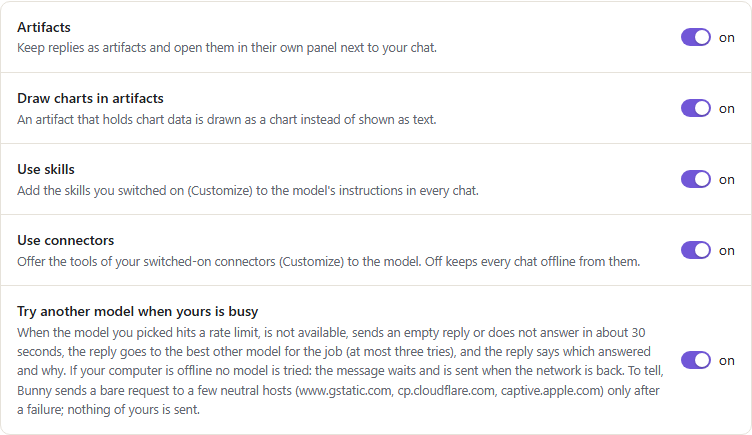 Artifacts
Keep replies as artifacts and open them in their own panel next to your chat.
on
Draw charts in artifacts
An artifact that holds chart data is drawn as a chart instead of shown as text.
on
Use skills
Add the skills you switched on (Customize) to the model's instructions in every chat.
on
Use connectors
Offer the tools of your switched-on connectors (Customize) to the model. Off keeps every chat offline from them.
on
Try another model when yours is busy
When the model you picked hits a rate limit, is not available, sends an empty reply or does not answer in about 30
seconds, the reply goes to the best other model for the job (at most three tries), and the reply says which answered
and why. If your computer is offline no model is tried: the message waits and is sent when the network is back. To tell,
Bunny sends a bare request to a few neutral hosts (www.gstatic.com, cp.cloudflare.com, captive.apple.com) only after
a failure; nothing of yours is sent.
on